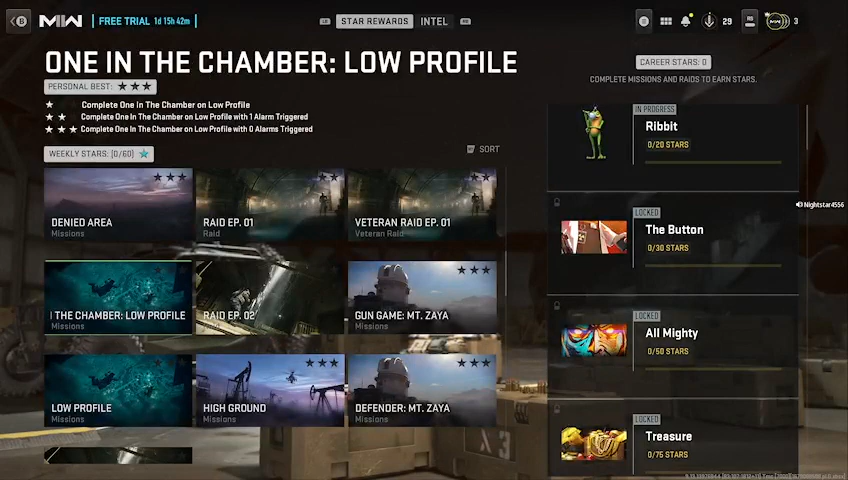 B
MW
FREE TRIAL 1d 15h 42m
LB
STAR REWARDS
INTEL
RB
29
RS
3
ONE IN THE CHAMBER: LOW PROFILE
PERSONAL BEST: ★ ★ ★
★ Complete One In The Chamber on Low Profile
★ ★ Complete One In The Chamber on Low Profile with 1 Alarm Triggered
★ ★ ★ Complete One In The Chamber on Low Profile with 0 Alarms Triggered
WEEKLY STARS: [0/60] ★
SORT
DENIED AREA
Missions
RAID EP. 01
Raid
VETERAN RAID EP. 01
Veteran Raid
THE CHAMBER: LOW PROFILE
Missions
RAID EP. 02
Raid
GUN GAME: MT. ZAYA
Missions
LOW PROFILE
Missions
HIGH GROUND
Missions
DEFENDER: MT. ZAYA
Missions
CAREER STARS: 0
COMPLETE MISSIONS AND RAIDS TO EARN STARS.
IN PROGRESS
Ribbit
0/20 STARS
LOCKED
The Button
0/30 STARS
LOCKED
All Mighty
0/50 STARS
LOCKED
Treasure
0/75 STARS
Nightstar4556